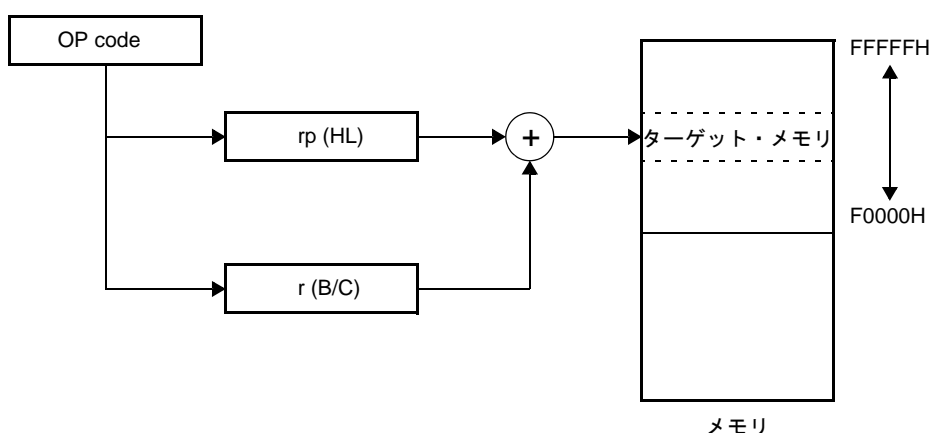 OP code
FFFFFH
rp (HL)
+
ターゲット・メモリ
F0000H
r (B/C)
メモリ